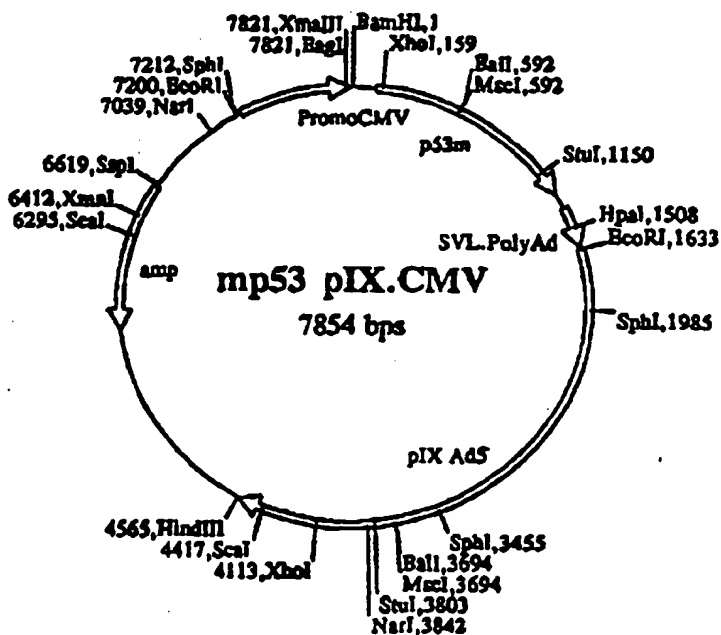 7821,XmaIII
BamHI,1
7821,EagI
XhoI,159
7212,SphI
7200,EcoRI
7039,NarI
BalI,592
MscI,592
PromoCMV
p53m
StuI,1150
6619,SspI
6412,XmnI
6295,ScaI
HpaI,1508
EcoRI,1633
SVL.PolyAd
amp
mp53 pIX.CMV
7854 bps
SphI,1985
pIX Ad5
4565,HindIII
4417,ScaI
4113,XhoI
SphI,3455
BalI,3694
MscI,3694
StuI,3803
NarI,3842